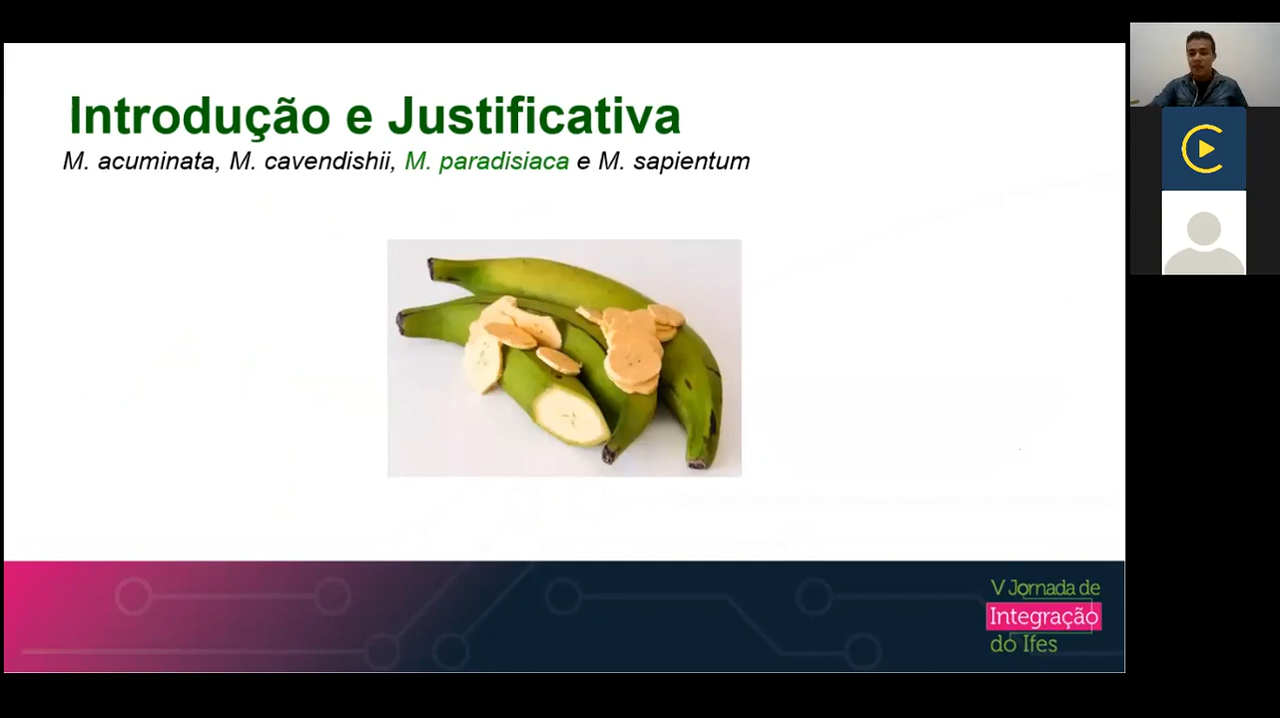 Introdução e Justificativa
M. acuminata, M. cavendishii, M. paradisiaca e M. sapientum
V Jornada de
Integração
do Ifes